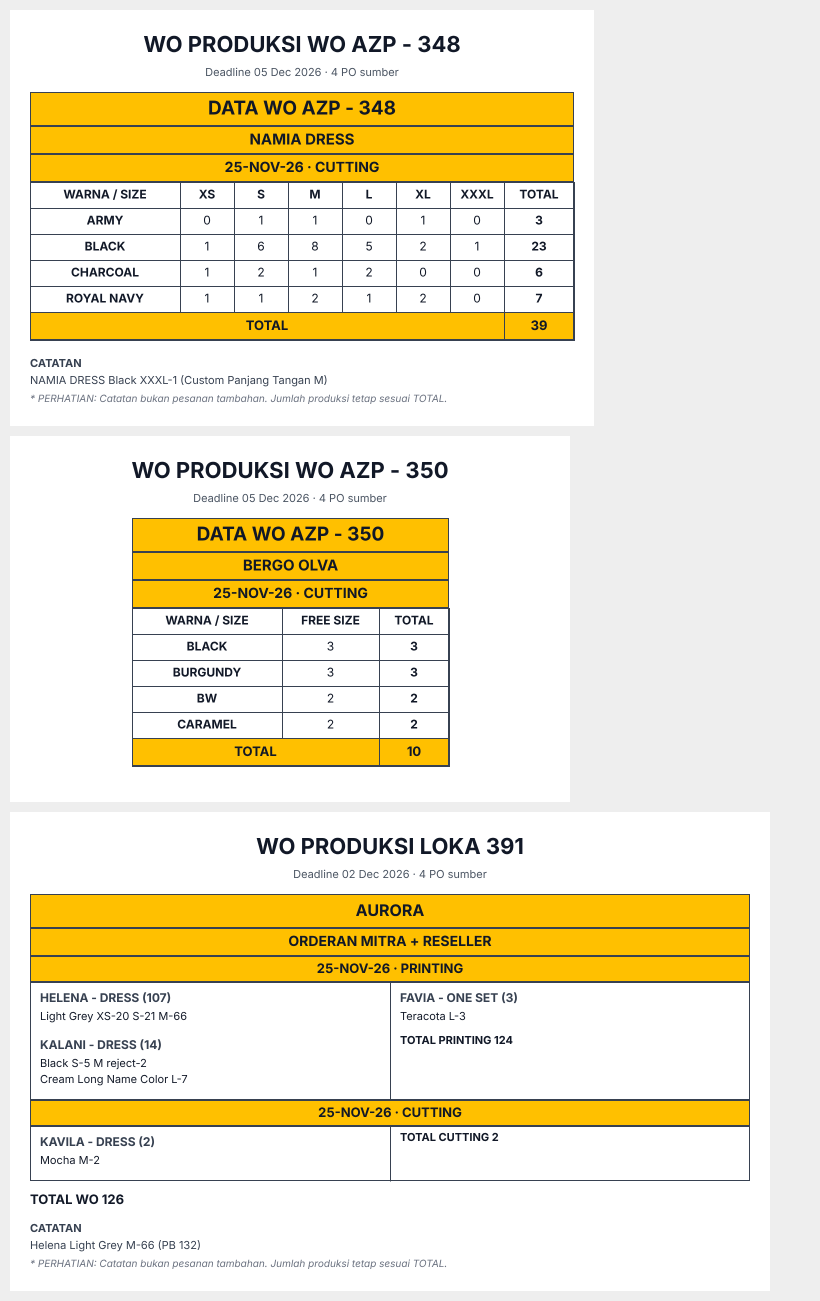 WO PRODUKSI WO AZP - 348
Deadline 05 Dec 2026 · 4 PO sumber
DATA WO AZP - 348
NAMIA DRESS
25-NOV-26 · CUTTING
WARNA / SIZE XS S M L XL XXXL TOTAL
ARMY 0 1 1 0 1 0 3
BLACK 1 6 8 5 2 1 23
CHARCOAL 1 2 1 2 0 0 6
ROYAL NAVY 1 1 2 1 2 0 7
TOTAL 39
CATATAN
NAMIA DRESS Black XXXL-1 (Custom Panjang Tangan M)
* PERHATIAN: Catatan bukan pesanan tambahan. Jumlah produksi tetap sesuai TOTAL.
WO PRODUKSI WO AZP - 350
Deadline 05 Dec 2026 · 4 PO sumber
DATA WO AZP - 350
BERGO OLVA
25-NOV-26 · CUTTING
WARNA / SIZE FREE SIZE TOTAL
BLACK 3 3
BURGUNDY 3 3
BW 2 2
CARAMEL 2 2
TOTAL 10
WO PRODUKSI LOKA 391
Deadline 02 Dec 2026 · 4 PO sumber
AURORA
ORDERAN MITRA + RESELLER
25-NOV-26 · PRINTING
HELENA - DRESS (107)
Light Grey XS-20 S-21 M-66
KALANI - DRESS (14)
Black S-5 M reject-2
Cream Long Name Color L-7
FAVIA - ONE SET (3)
Teracota L-3
TOTAL PRINTING 124
25-NOV-26 · CUTTING
KAVILA - DRESS (2)
Mocha M-2
TOTAL CUTTING 2
TOTAL WO 126
CATATAN
Helena Light Grey M-66 (PB 132)
* PERHATIAN: Catatan bukan pesanan tambahan. Jumlah produksi tetap sesuai TOTAL.